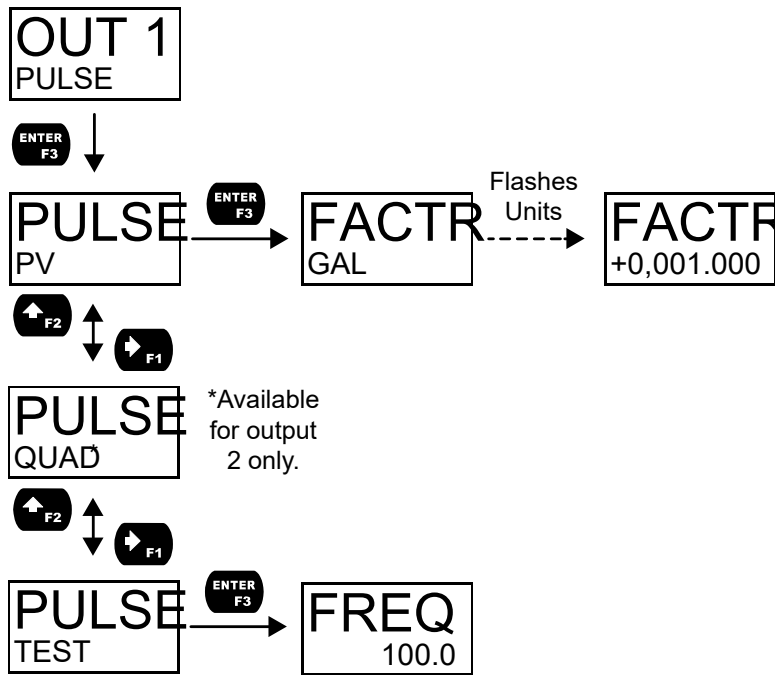 OUT 1
PULSE
ENTER
F3
PULSE
PV
ENTER
F3
FACTR
GAL
Flashes
Units
FACTR
+0,001.000
F2
F1
PULSE
QUAD*
*Available
for output
2 only.
F2
F1
PULSE
TEST
ENTER
F3
FREQ
100.0